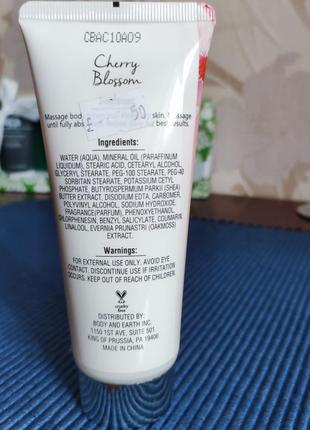 CBAC10A09
Cherry
Blossom
£ 50
Massage bod skin, Massage
until fully abs best results.
Ingredients:
WATER (AQUA), MINERAL OIL (PARAFFINUM
LIQUIDUM), STEARIC ACID, CETEARYL ALCOHOL,
GLYCERYL STEARATE, PEG-100 STEARATE, PEG-40
SORBITAN STEARATE, POTASSIUM CETYL
PHOSPHATE, BUTYROSPERMUM PARKII (SHEA)
BUTTER EXTRACT, DISODIUM EDTA, CARBOMER,
POLYVINYL ALCOHOL, SODIUM HYDROXIDE,
FRAGRANCE(PARFUM), PHENOXYETHANOL,
CHLORPHENESIN, BENZYL SALICYLATE, COUMARIN,
LINALOOL, EVERNIA PRUNASTRI (OAKMOSS)
EXTRACT.
Warnings:
FOR EXTERNAL USE ONLY. AVOID EYE
CONTACT. DISCONTINUE USE IF IRRITATION
OCCURS. KEEP OUT OF REACH OF CHILDREN.
cruelty
free
DISTRIBUTED BY:
BODY AND EARTH INC.
1150 1ST AVE, SUITE 501
KING OF PRUSSIA, PA 19406
MADE IN CHINA